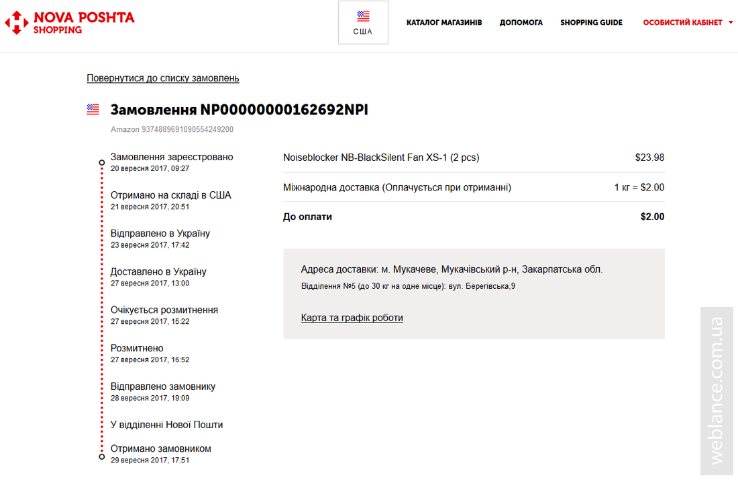 NOVA POSHTA
SHOPPING
США
КАТАЛОГ МАГАЗИНІВ
ДОПОМОГА
SHOPPING GUIDE
ОСОБИСТИЙ КАБІНЕТ
Повернутися до списку замовлень
Замовлення NP00000000162692NPI
Amazon 9374889691090554249200
Замовлення зареєстровано
20 вересня 2017, 09:27
Отримано на складі в США
21 вересня 2017, 20:51
Відправлено в Україну
23 вересня 2017, 17:42
Доставлено в Україну
27 вересня 2017, 13:00
Очікується розмитнення
27 вересня 2017, 15:22
Розмитнено
27 вересня 2017, 16:52
Відправлено замовнику
28 вересня 2017, 19:09
У відділенні Нової Пошти
Отримано замовником
29 вересня 2017, 17:51
Noiseblocker NB-BlackSilent Fan XS-1 (2 pcs) $23.98
Міжнародна доставка (Оплачується при отриманні) 1 кг = $2.00
До оплати $2.00
Адреса доставки: м. Мукачеве, Мукачівський р-н, Закарпатська обл.
Відділення №5 (до 30 кг на одне місце): вул. Берегівська,9
Карта та графік роботи
weblance.com.ua